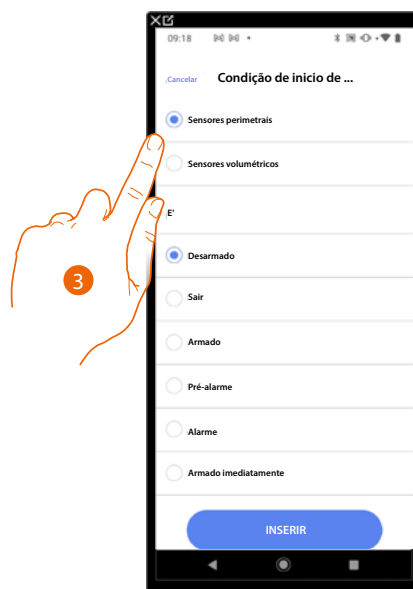 09:18
Cancelar Condição de inicio de ...
Sensores perimetrais
Sensores volumétricos
E'
Desarmado
Sair
3
Armado
Pré-alarme
Alarme
Armado imediatamente
INSERIR